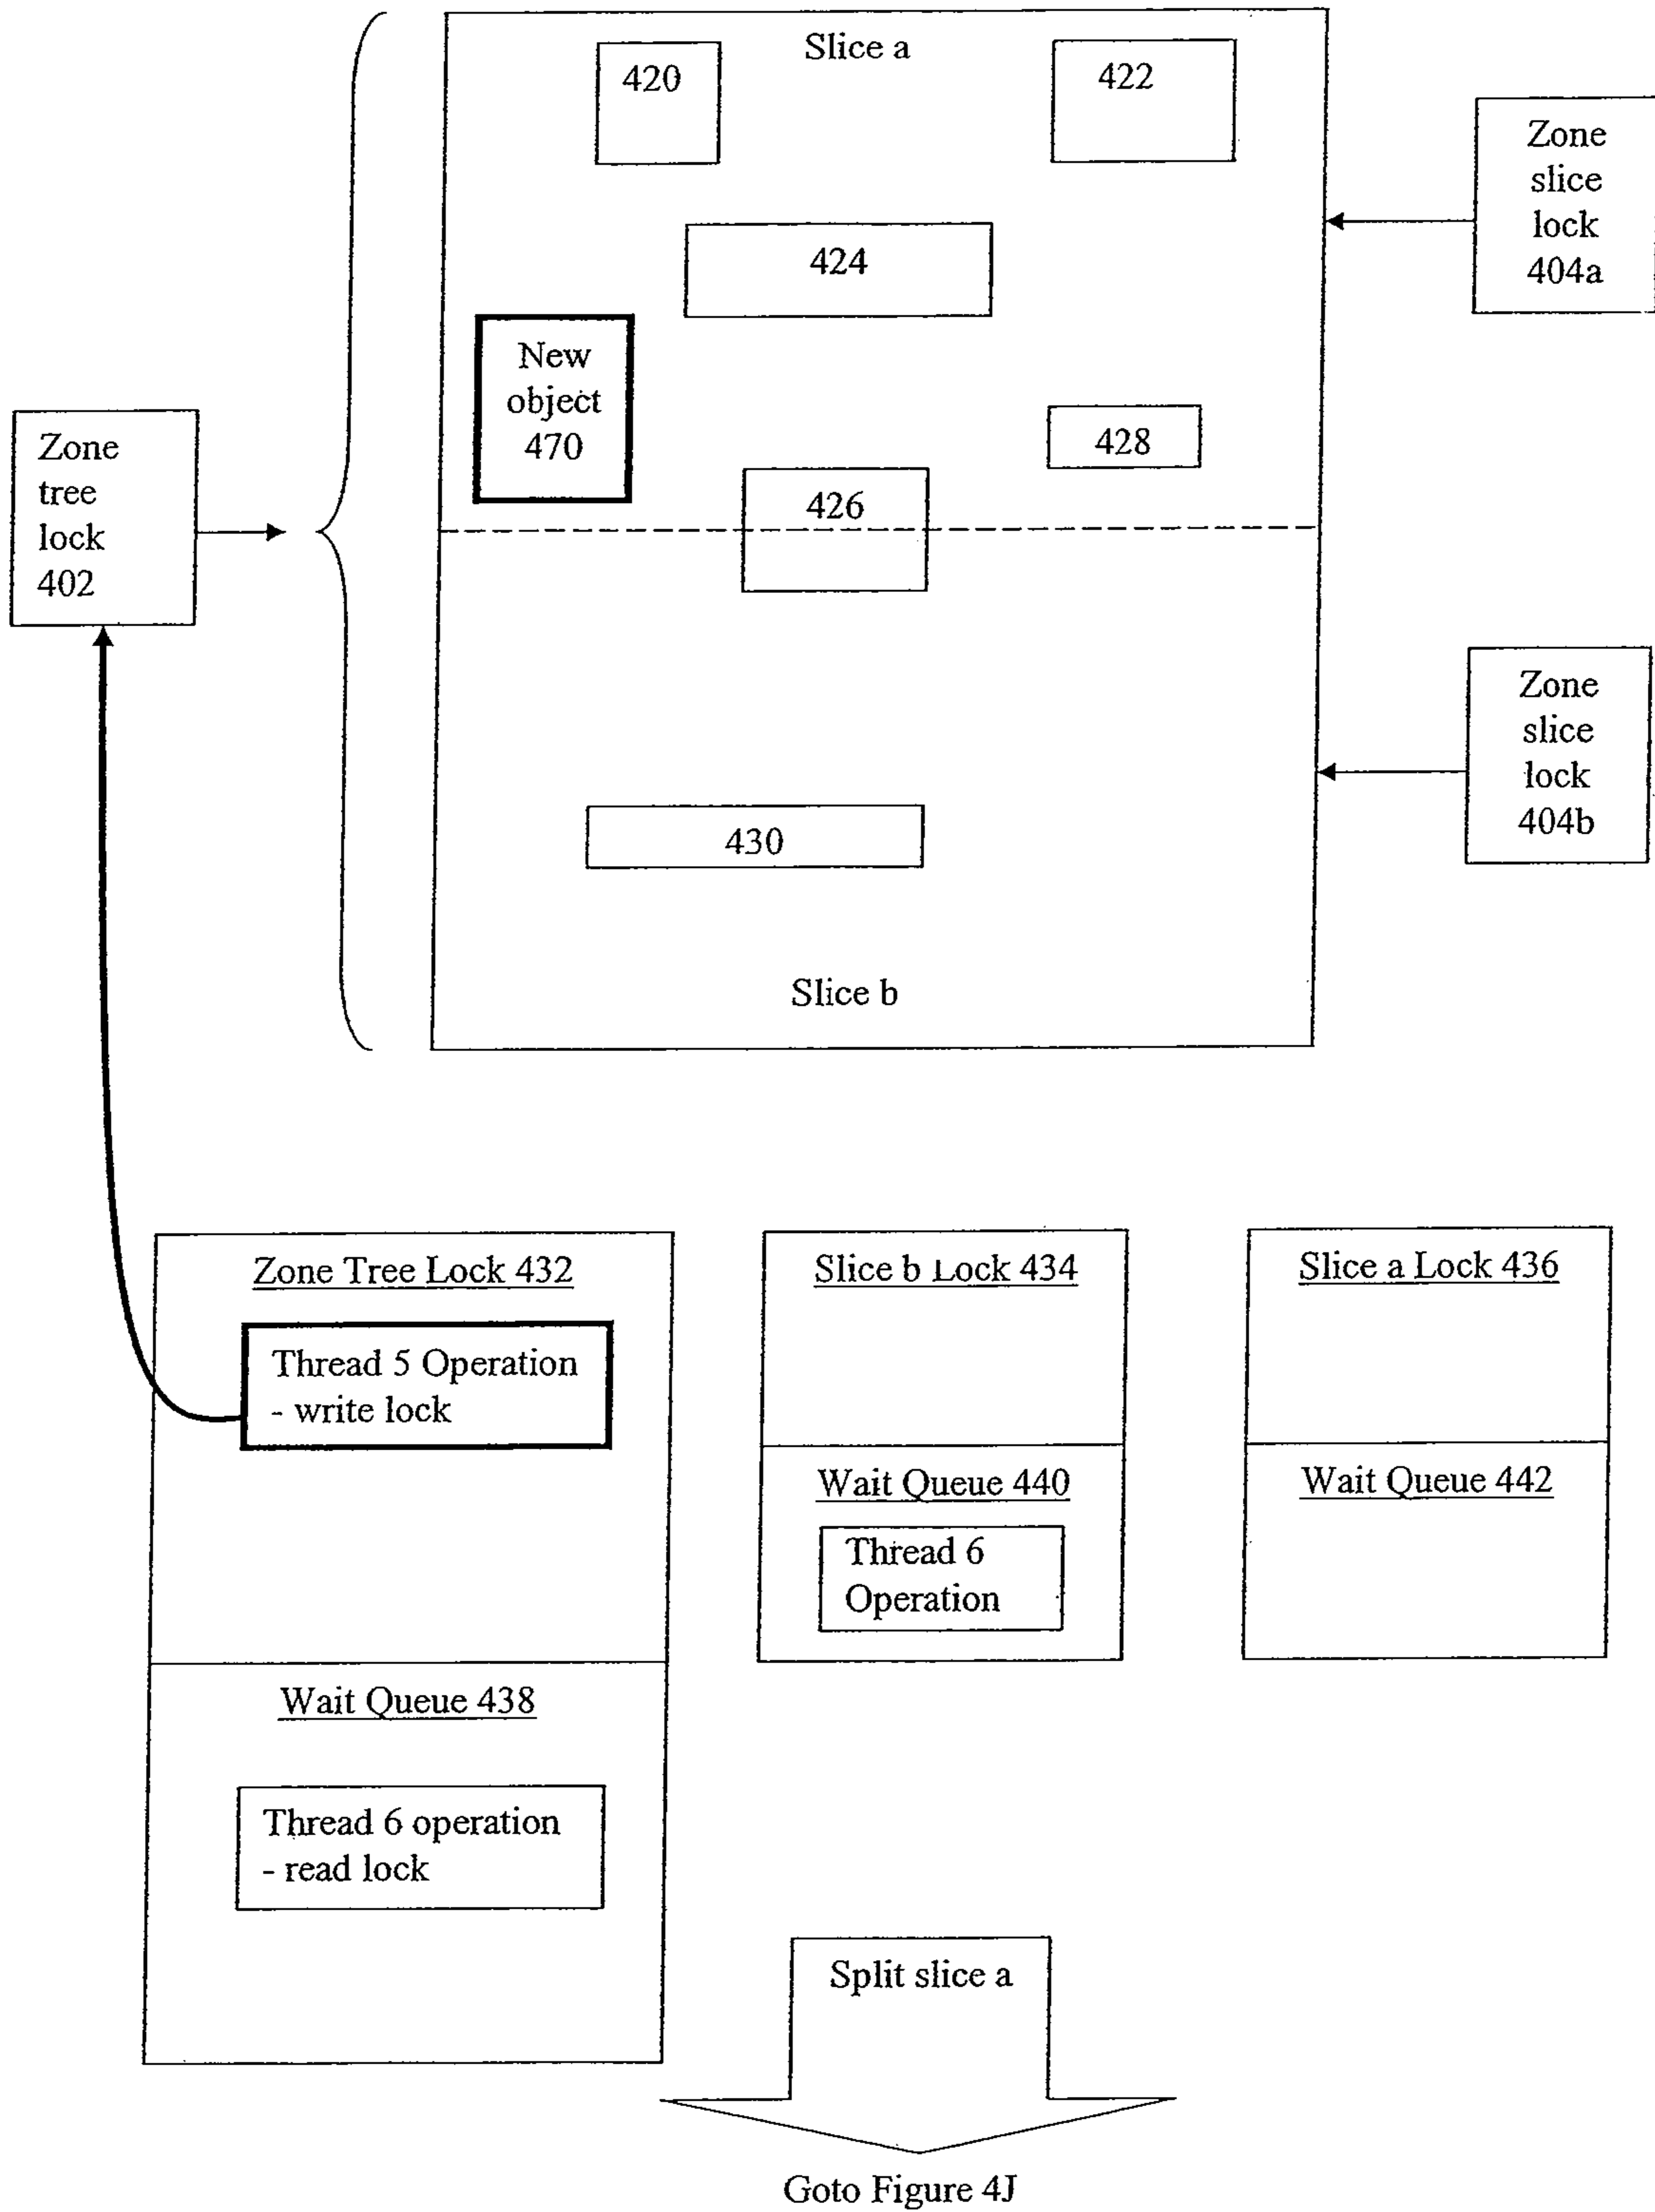 Slice a
420
422
Zone
slice
lock
404a
424
New
object
470
428
Zone
tree
lock
402
426
Zone
slice
lock
404b
430
Slice b
Zone Tree Lock 432
Thread 5 Operation
- write lock
Slice b Lock 434
Slice a Lock 436
Wait Queue 440
Thread 6
Operation
Wait Queue 442
Wait Queue 438
Thread 6 operation
- read lock
Split slice a
Goto Figure 4J